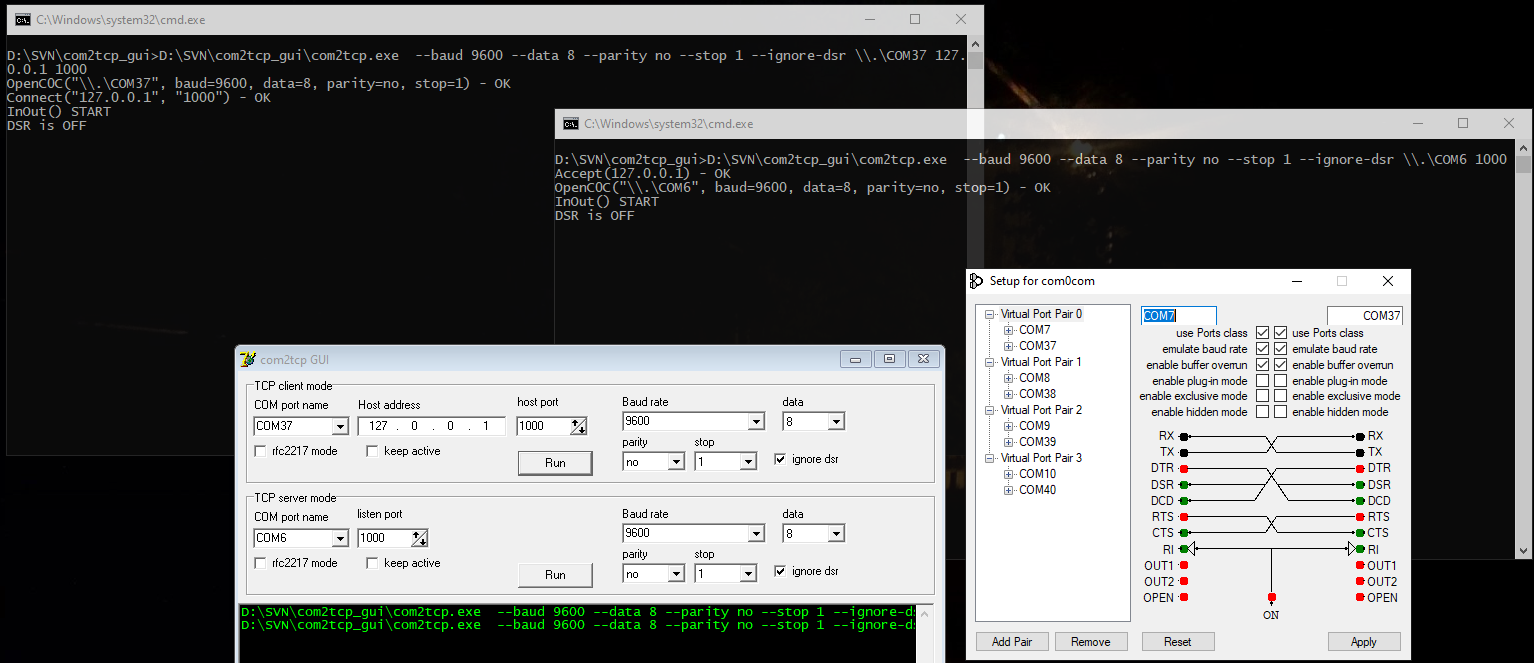 C:\Windows\system32\cmd.exe
D:\SVN\com2tcp_gui>D:\SVN\com2tcp_gui\com2tcp.exe --baud 9600 --data 8 --parity no --stop 1 --ignore-dsr \\.\COM37 127.
0.0.1 1000
OpenC0C("\\.\COM37", baud=9600, data=8, parity=no, stop=1) - OK
Connect("127.0.0.1", "1000") - OK
InOut() START
DSR is OFF
C:\Windows\system32\cmd.exe
D:\SVN\com2tcp_gui>D:\SVN\com2tcp_gui\com2tcp.exe --baud 9600 --data 8 --parity no --stop 1 --ignore-dsr \\.\COM6 1000
Accept(127.0.0.1) - OK
OpenC0C("\\.\COM6", baud=9600, data=8, parity=no, stop=1) - OK
InOut() START
DSR is OFF
com2tcp GUI
TCP client mode
COM port name Host address host port Baud rate data
COM37 127 . 0 . 0 . 1 1000 9600 8
parity stop
rfc2217 mode keep active Run no 1 ignore dsr
TCP server mode
COM port name listen port Baud rate data
COM6 1000 9600 8
parity stop
rfc2217 mode keep active Run no 1 ignore dsr
D:\SVN\com2tcp_gui\com2tcp.exe --baud 9600 --data 8 --parity no --stop 1 --ignore-ds
D:\SVN\com2tcp_gui\com2tcp.exe --baud 9600 --data 8 --parity no --stop 1 --ignore-ds
Setup for com0com
Virtual Port Pair 0
COM7
COM37
Virtual Port Pair 1
COM8
COM38
Virtual Port Pair 2
COM9
COM39
Virtual Port Pair 3
COM10
COM40
COM7 COM37
use Ports class use Ports class
emulate baud rate emulate baud rate
enable buffer overrun enable buffer overrun
enable plug-in mode enable plug-in mode
enable exclusive mode enable exclusive mode
enable hidden mode enable hidden mode
RX RX
TX TX
DTR DTR
DSR DSR
DCD DCD
RTS RTS
CTS CTS
RI RI
OUT1 OUT1
OUT2 OUT2
OPEN OPEN
ON
Add Pair Remove Reset Apply